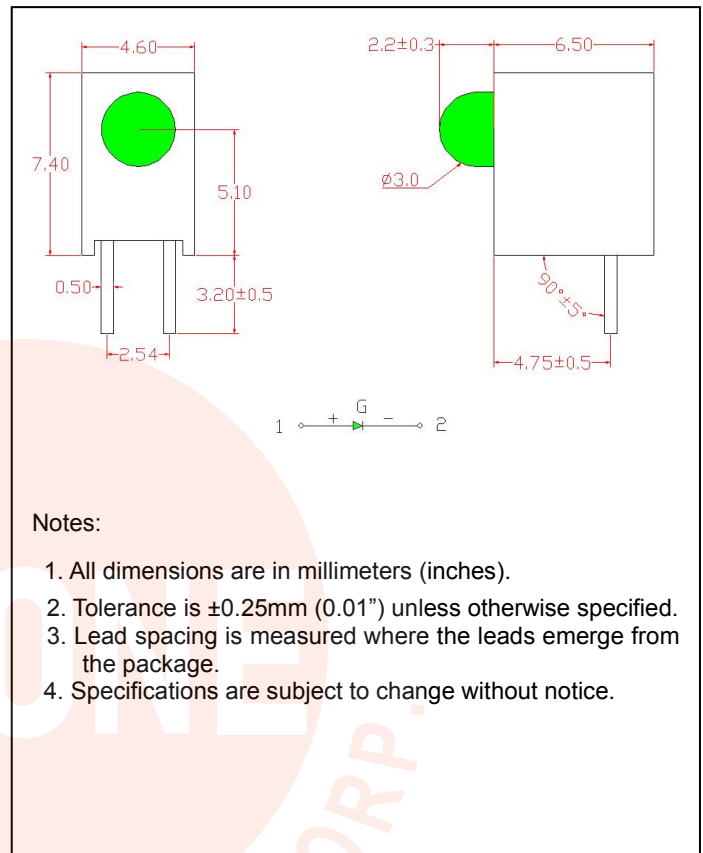 4.60
2.2±0.3
6.50
7.40
5.10
ø3.0
0.50
3.20±0.5
90°±5°
2.54
4.75±0.5
G
1 + - 2
Notes:
1. All dimensions are in millimeters (inches).
2. Tolerance is ±0.25mm (0.01”) unless otherwise specified.
3. Lead spacing is measured where the leads emerge from
the package.
4. Specifications are subject to change without notice.
ONE
ORP.